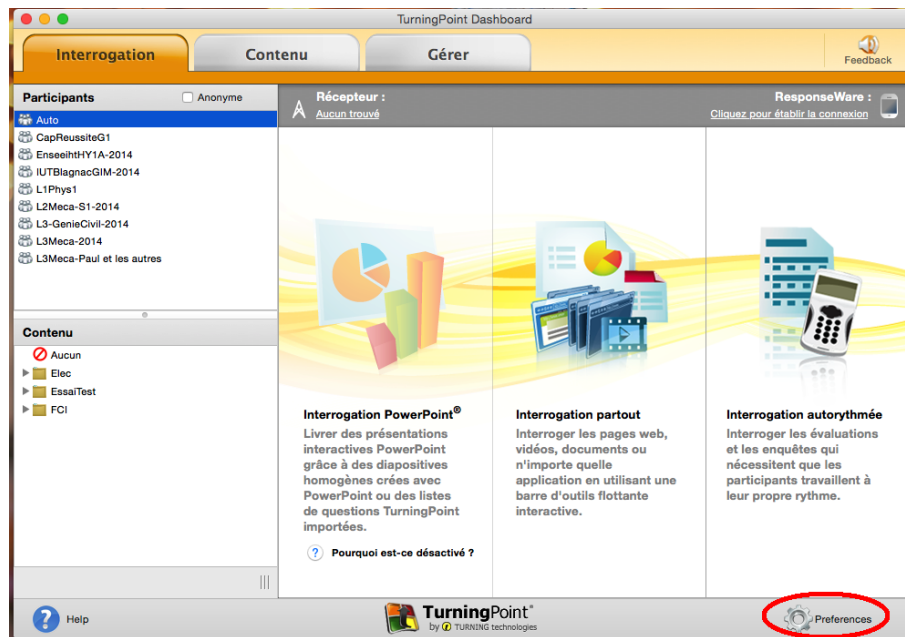 TurningPoint Dashboard
Interrogation
Contenu
Gérer
Feedback
Participants
Anonyme
Auto
CapReussiteG1
EnseeihtHY1A-2014
IUTBlagnacGIM-2014
L1Phys1
L2Meca-S1-2014
L3-GenieCivil-2014
L3Meca-2014
L3Meca-Paul et les autres
Contenu
Aucun
Elec
EssaiTest
FCI
Récepteur :
Aucun trouvé
ResponseWare :
Cliquez pour établir la connexion
Interrogation PowerPoint®
Livrer des présentations
interactives PowerPoint
grâce à des diapositives
homogènes crées avec
PowerPoint ou des listes
de questions TurningPoint
importées.
? Pourquoi est-ce désactivé ?
Interrogation partout
Interroger les pages web,
vidéos, documents ou
n'importe quelle
application en utilisant une
barre d'outils flottante
interactive.
Interrogation autorythmée
Interroger les évaluations
et les enquêtes qui
nécessitent que les
participants travaillent à
leur propre rythme.
? Help
TurningPoint®
by TURNING technologies
Preferences